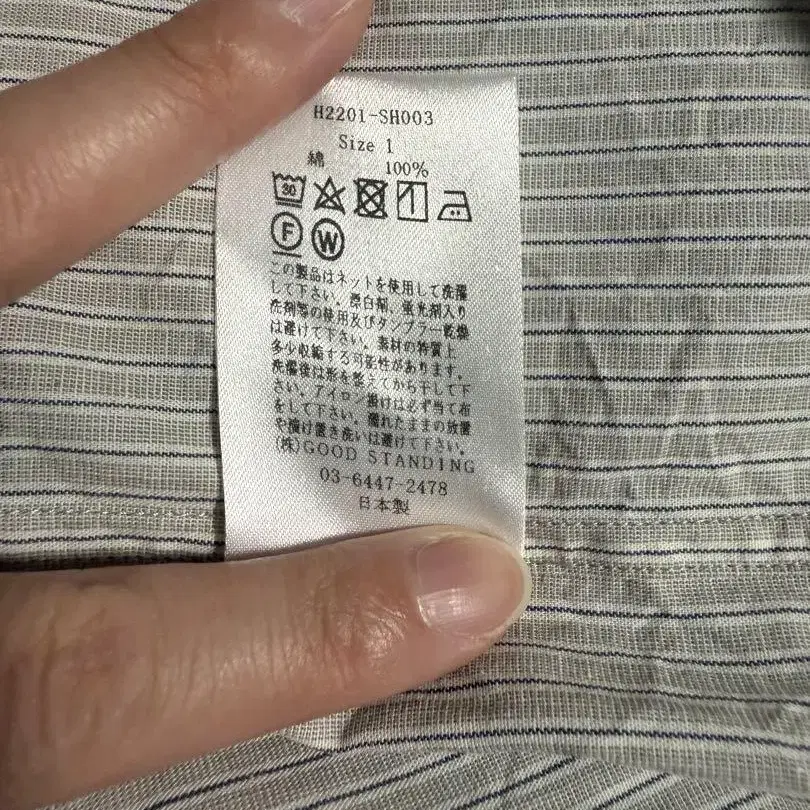 H2201-SH003
Size 1
綿 100%
30
F W
この製品はネットを使用して洗濯
して下さい。漂白剤、蛍光剤入り
洗剤等の使用及びタンブラー乾燥
は避けて下さい。素材の特質上
多少収縮する可能性があります。
洗濯後は形を整えてから干して下
さい。アイロン掛けは必ず当て布
をして下さい。濡れたままの放置
や漬け置き洗いは避けて下さい。
(株)GOOD STANDING
03-6447-2478
日本製